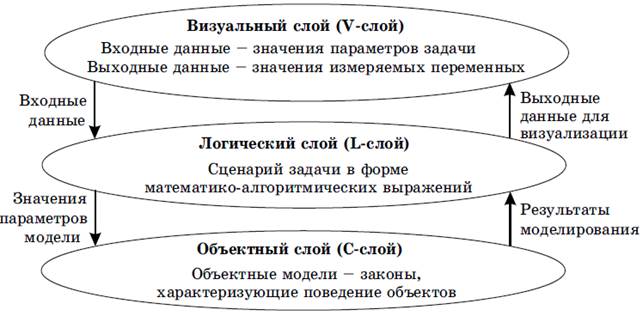 Визуальный слой (V-слой)
Входные данные – значения параметров задачи
Выходные данные – значения измеряемых переменных
Входные
данные
Выходные
данные для
визуализации
Логический слой (L-слой)
Сценарий задачи в форме
математико-алгоритмических выражений
Значения
параметров
модели
Результаты
моделирования
Объектный слой (С-слой)
Объектные модели – законы,
характеризующие поведение объектов